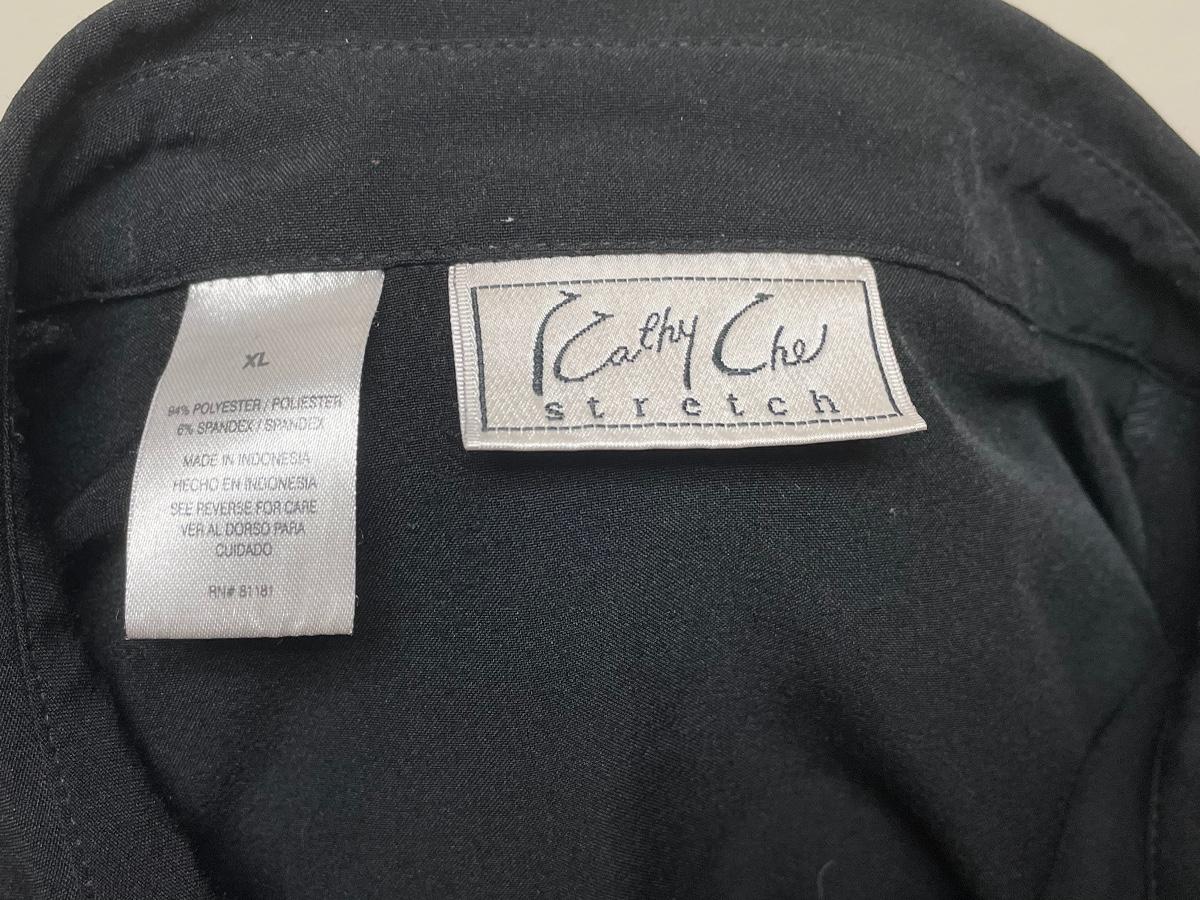 XL
94% POLYESTER / POLIESTER
6% SPANDEX / SPANDEX
MADE IN INDONESIA
HECHO EN INDONESIA
SEE REVERSE FOR CARE
VER AL DORSO PARA
CUIDADO
RN# 81181
Kathy Che
stretch